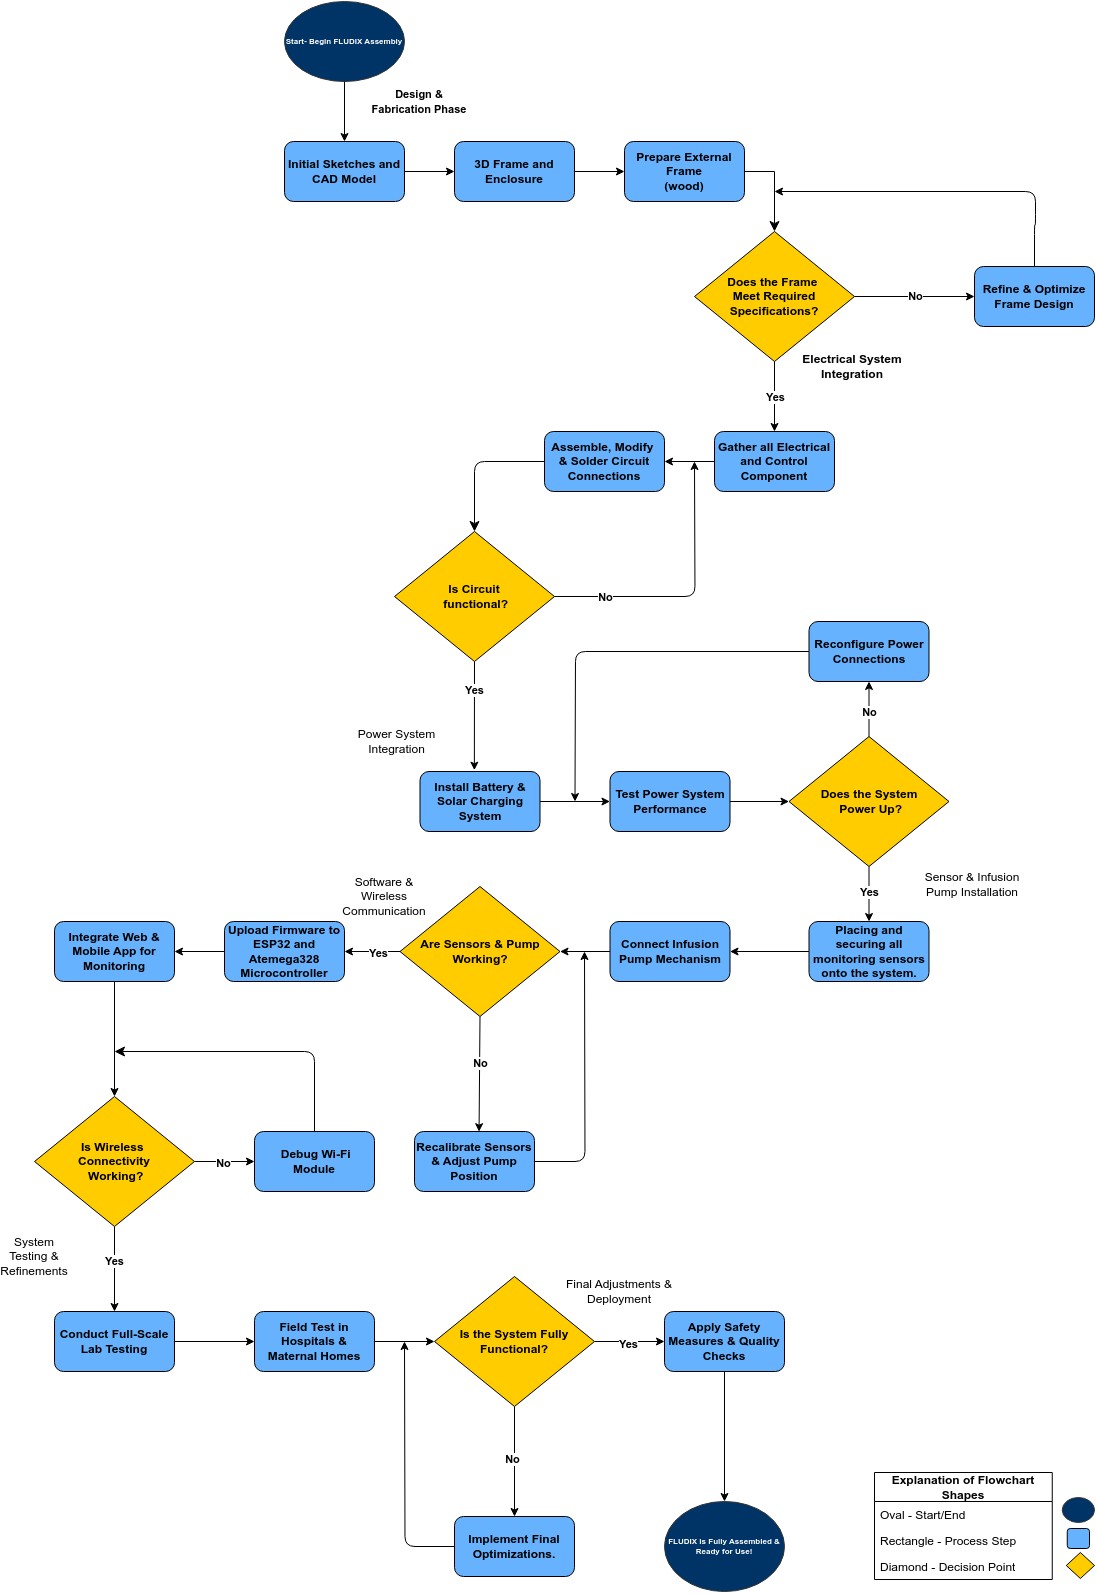 Start- Begin FLUDIX Assembly
Design &
Fabrication Phase
Initial Sketches and
CAD Model
3D Frame and
Enclosure
Prepare External
Frame
(wood)
Does the Frame
Meet Required
Specifications?
No
Refine & Optimize
Frame Design
Electrical System
Integration
Yes
Gather all Electrical
and Control
Component
Assemble, Modify
& Solder Circuit
Connections
Is Circuit
functional?
No
Yes
Power System
Integration
Install Battery &
Solar Charging
System
Test Power System
Performance
Does the System
Power Up?
No
Reconfigure Power
Connections
Yes
Sensor & Infusion
Pump Installation
Placing and
securing all
monitoring sensors
onto the system.
Connect Infusion
Pump Mechanism
Are Sensors & Pump
Working?
No
Recalibrate Sensors
& Adjust Pump
Position
Yes
Software &
Wireless
Communication
Upload Firmware to
ESP32 and
Atemega328
Microcontroller
Integrate Web &
Mobile App for
Monitoring
Is Wireless
Connectivity
Working?
No
Debug Wi-Fi
Module
Yes
System
Testing &
Refinements
Conduct Full-Scale
Lab Testing
Field Test in
Hospitals &
Maternal Homes
Is the System Fully
Functional?
No
Implement Final
Optimizations.
Yes
Final Adjustments &
Deployment
Apply Safety
Measures & Quality
Checks
FLUDIX is Fully Assembled &
Ready for Use!
Explanation of Flowchart
Shapes
Oval - Start/End
Rectangle - Process Step
Diamond - Decision Point